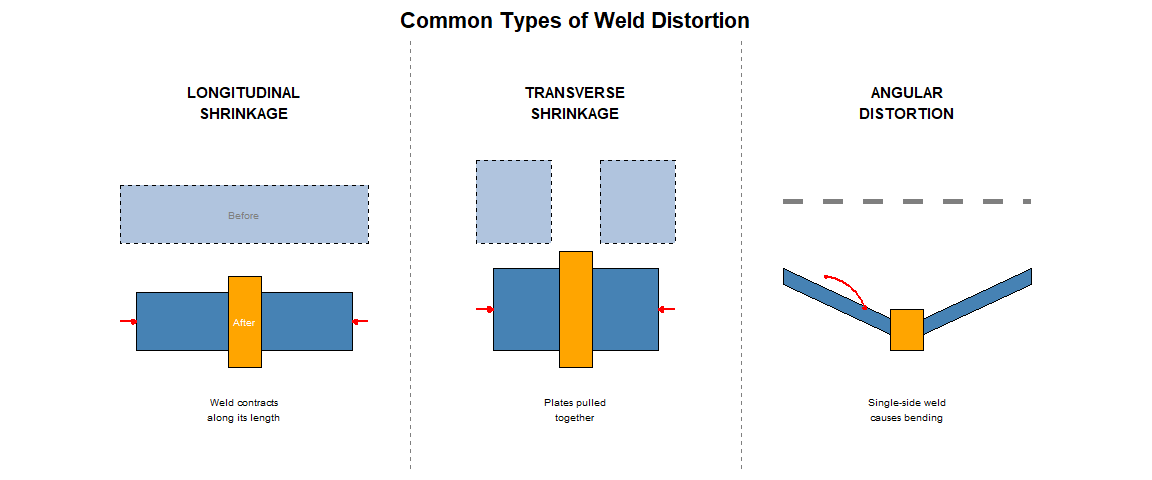 Common Types of Weld Distortion
LONGITUDINAL
SHRINKAGE
Before
After
Weld contracts
along its length
TRANSVERSE
SHRINKAGE
Plates pulled
together
ANGULAR
DISTORTION
Single-side weld
causes bending